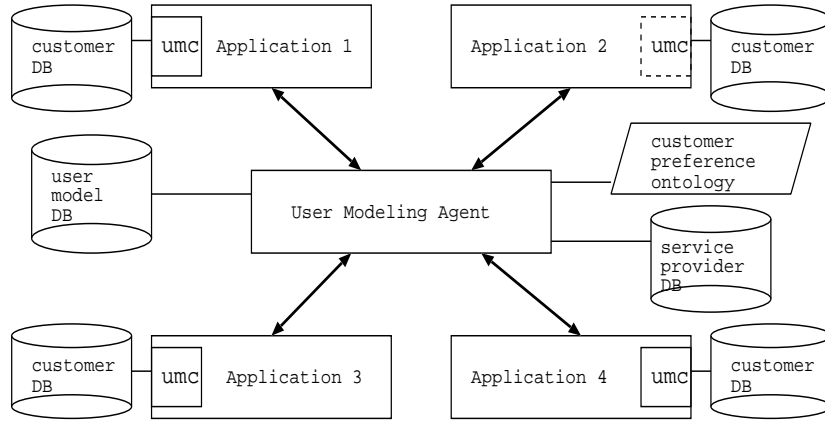 customer
DB
umc
Application 1
Application 2
umc
customer
DB
user
model
DB
User Modeling Agent
customer
preference
ontology
service
provider
DB
customer
DB
umc
Application 3
Application 4
umc
customer
DB